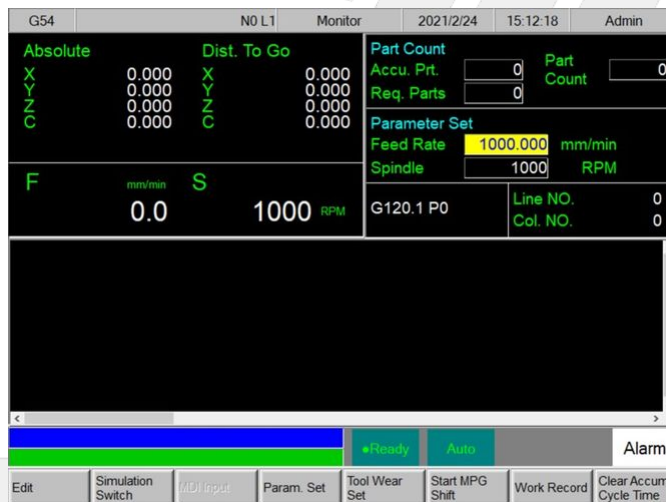 G54 N0 L1 Monitor 2021/2/24 15:12:18 Admin
Absolute Dist. To Go
X 0.000 X 0.000
Y 0.000 Y 0.000
Z 0.000 Z 0.000
C 0.000 C 0.000
Part Count
Accu. Prt. 0 Part Count 0
Req. Parts 0
Parameter Set
Feed Rate 1000.000 mm/min
Spindle 1000 RPM
F mm/min S
0.0 1000 RPM
G120.1 P0
Line NO. 0
Col. NO. 0
●Ready Auto Alarm
Edit
Simulation Switch
MDI Input
Param. Set
Tool Wear Set
Start MPG Shift
Work Record
Clear Accum Cycle Time